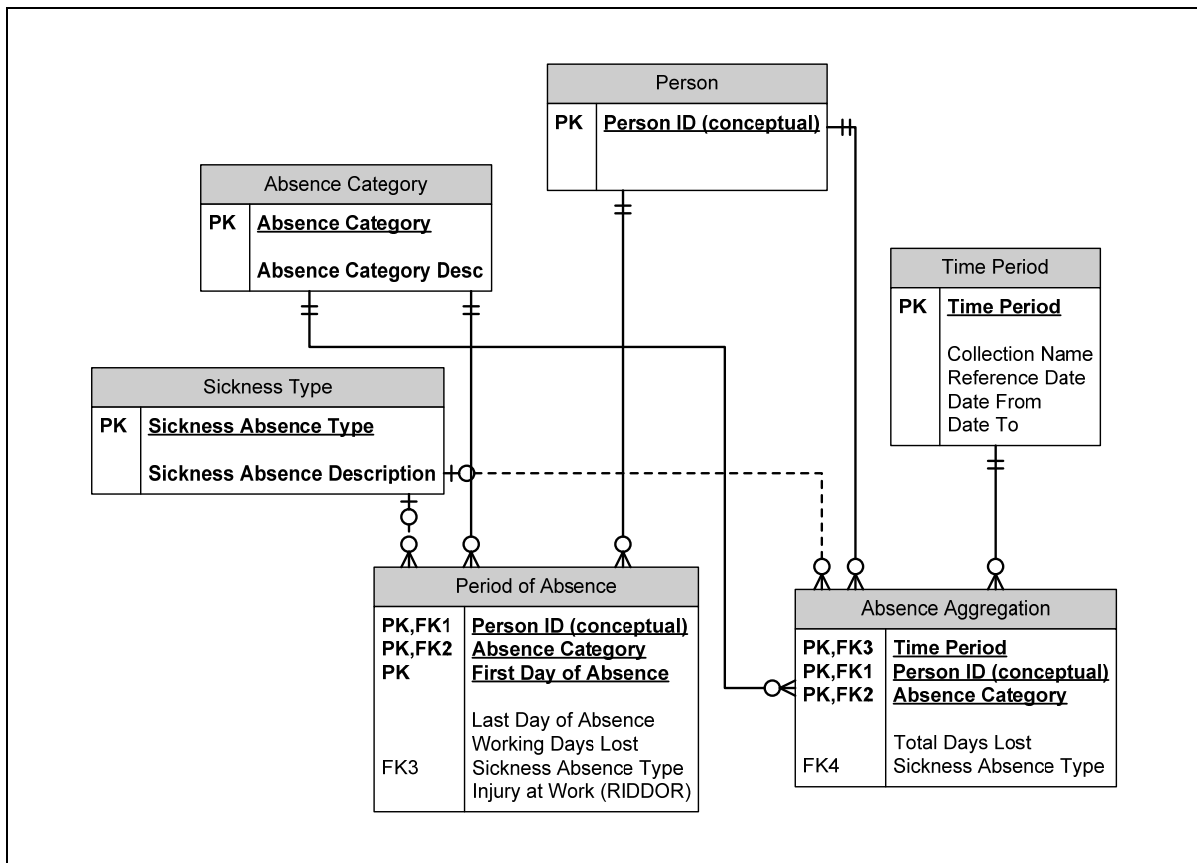 Person
PK Person ID (conceptual)
Absence Category
PK Absence Category
Absence Category Desc
Time Period
PK Time Period
Collection Name
Reference Date
Date From
Date To
Sickness Type
PK Sickness Absence Type
Sickness Absence Description
Period of Absence
PK,FK1 Person ID (conceptual)
PK,FK2 Absence Category
PK First Day of Absence
Last Day of Absence
Working Days Lost
FK3 Sickness Absence Type
Injury at Work (RIDDOR)
Absence Aggregation
PK,FK3 Time Period
PK,FK1 Person ID (conceptual)
PK,FK2 Absence Category
Total Days Lost
FK4 Sickness Absence Type